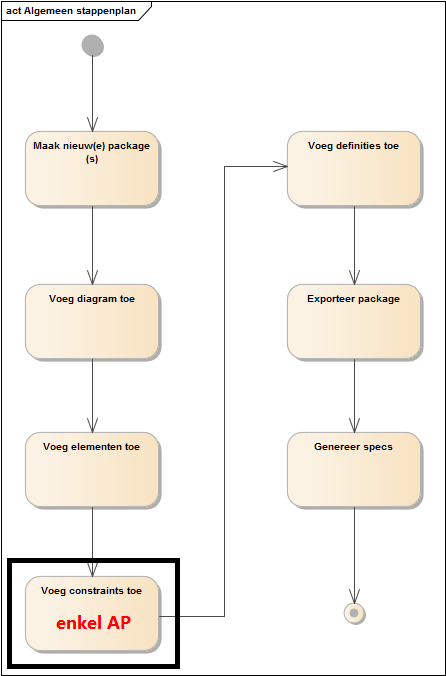 act Algemeen stappenplan
Maak nieuw(e) package
(s)
Voeg diagram toe
Voeg elementen toe
Voeg constraints toe
enkel AP
Voeg definities toe
Exporteer package
Genereer specs